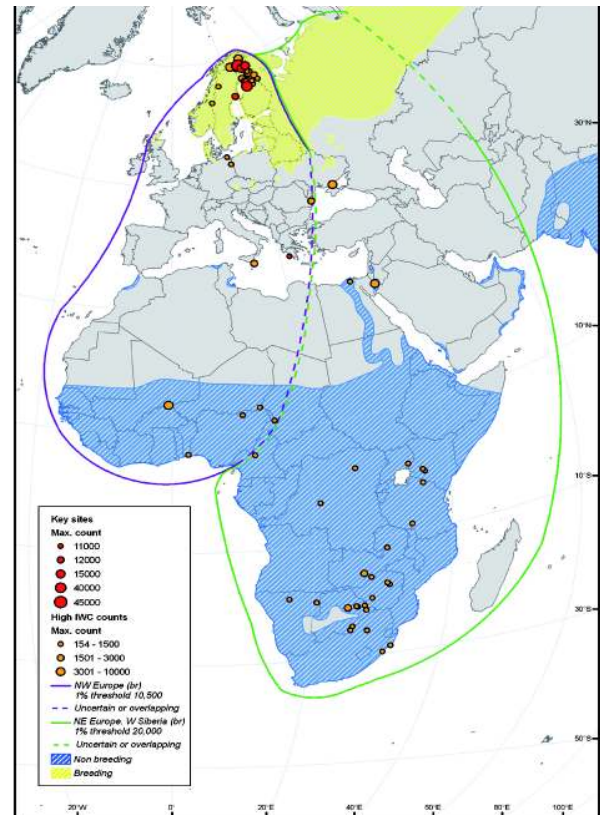 30°N
10°N
10°S
30°S
50°S
Key sites
Max. count
11000
12000
15000
40000
45000
High IWC counts
Max. count
154 - 1500
1501 - 3000
3001 - 10000
NW Europe (br)
1% threshold 10,500
Uncertain or overlapping
NE Europe, W Siberia (br)
1% threshold 20,000
Uncertain or overlapping
Non breeding
Breeding
20°W
0°
20°E
40°E
60°E
80°E
100°E